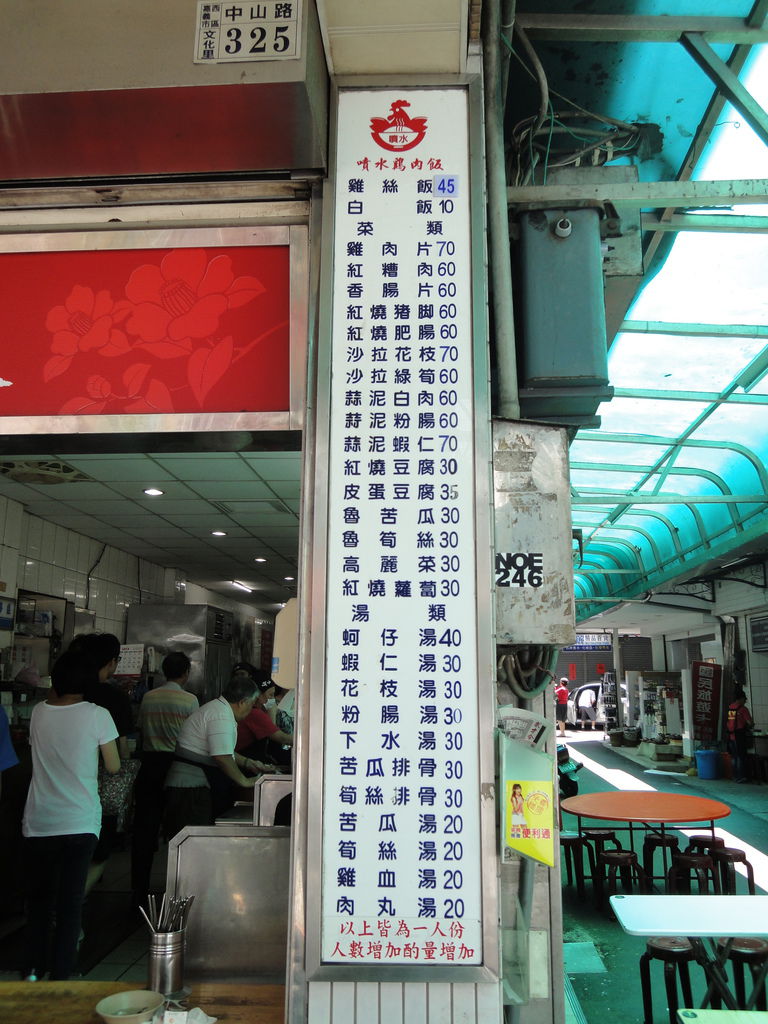 嘉義市 西區 文化里
中山路
325
噴水
噴水鷄肉飯
雞絲飯45
白飯10
菜類
雞肉片70
紅糟肉60
香腸片60
紅燒豬脚60
紅燒肥腸60
沙拉花枝70
沙拉綠筍60
蒜泥白肉60
蒜泥粉腸60
蒜泥蝦仁70
紅燒豆腐30
皮蛋豆腐35
魯苦瓜30
魯筍絲30
高麗菜30
紅燒蘿蔔30
湯類
蚵仔湯40
蝦仁湯30
花枝湯30
粉腸湯30
下水湯30
苦瓜排骨30
筍絲排骨30
苦瓜湯20
筍絲湯20
雞血湯20
肉丸湯20
以上皆為一人份
人數增加酌量增加
NOE
246
便利通
國民旅遊卡